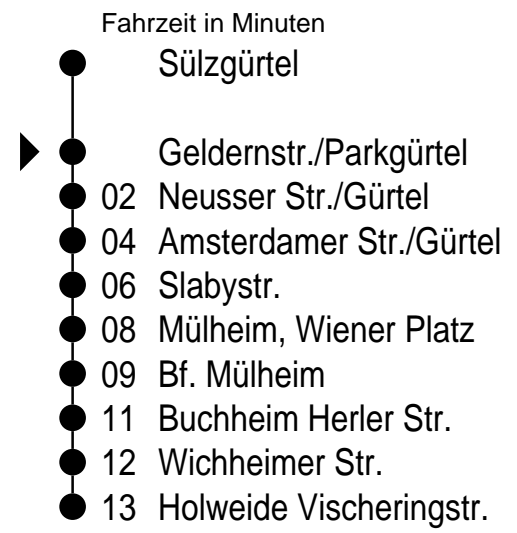 Fahrzeit in Minuten
Sülzgürtel
Geldernstr./Parkgürtel
02 Neusser Str./Gürtel
04 Amsterdamer Str./Gürtel
06 Slabystr.
08 Mülheim, Wiener Platz
09 Bf. Mülheim
11 Buchheim Herler Str.
12 Wichheimer Str.
13 Holweide Vischeringstr.